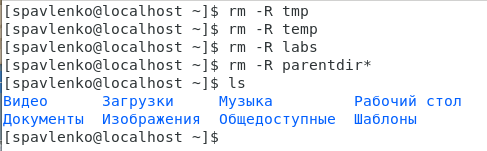 [spavlenko@localhost ~]$ rm -R tmp
[spavlenko@localhost ~]$ rm -R temp
[spavlenko@localhost ~]$ rm -R labs
[spavlenko@localhost ~]$ rm -R parentdir*
[spavlenko@localhost ~]$ ls
Видео      Загрузки     Музыка         Рабочий стол
Документы  Изображения  Общедоступные  Шаблоны
[spavlenko@localhost ~]$